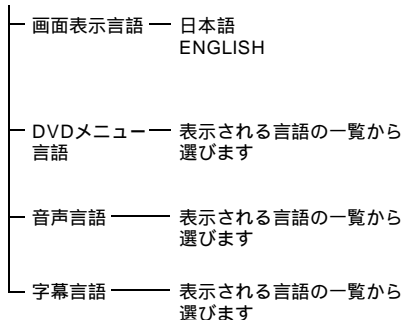 画面表示言語 日本語
ENGLISH
DVDメニュー 表示される言語の一覧から
言語 選びます
音声言語 表示される言語の一覧から
選びます
字幕言語 表示される言語の一覧から
選びます